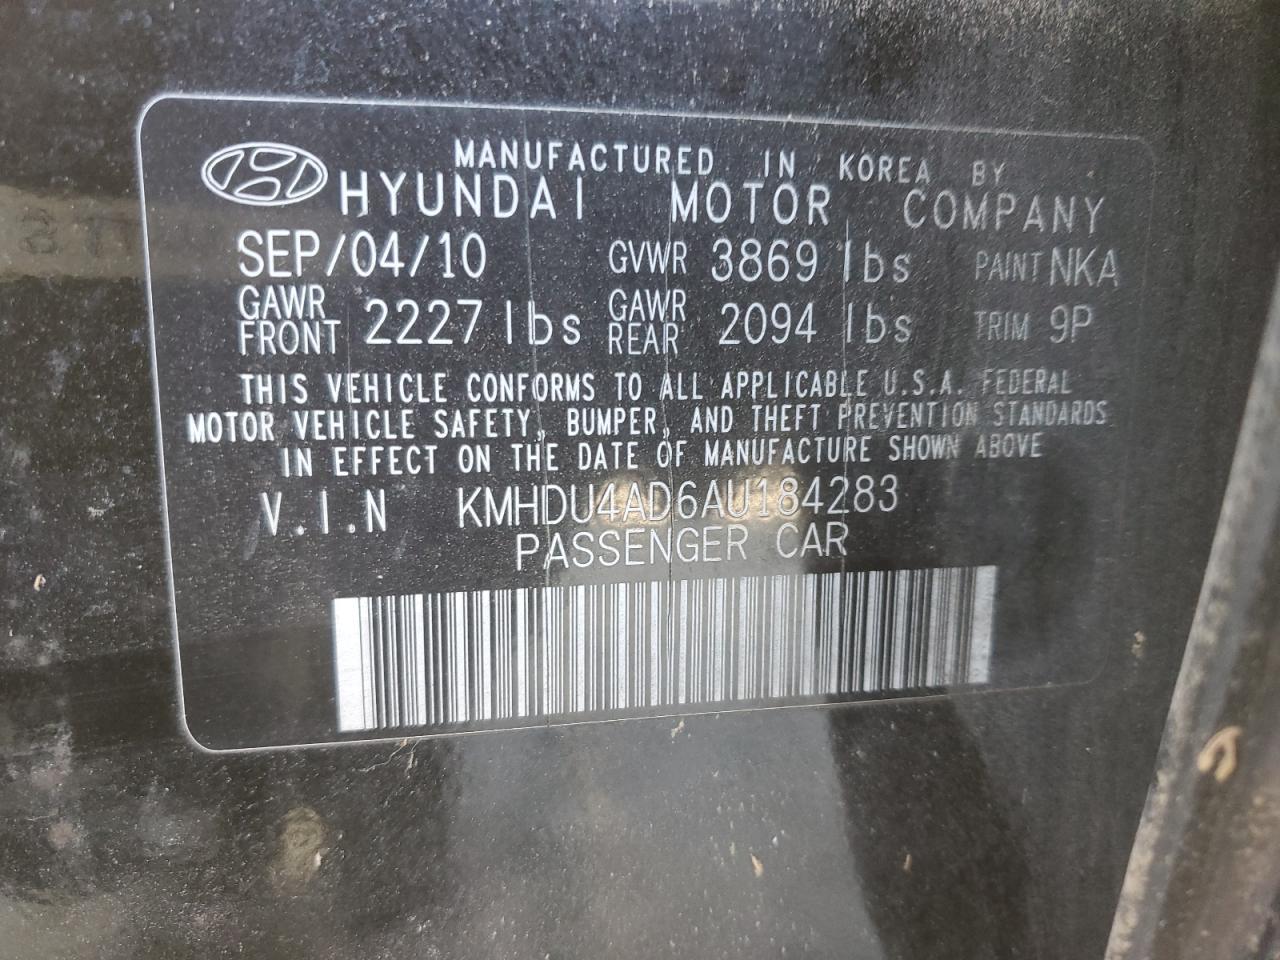 MANUFACTURED IN KOREA BY
HYUNDAI MOTOR COMPANY
SEP/04/10 GVWR 3869 lbs PAINT NKA
GAWR FRONT 2227 lbs GAWR REAR 2094 lbs TRIM 9P
THIS VEHICLE CONFORMS TO ALL APPLICABLE U.S.A. FEDERAL
MOTOR VEHICLE SAFETY, BUMPER, AND THEFT PREVENTION STANDARDS
IN EFFECT ON THE DATE OF MANUFACTURE SHOWN ABOVE
V.I.N KMHDU4AD6AU184283
PASSENGER CAR